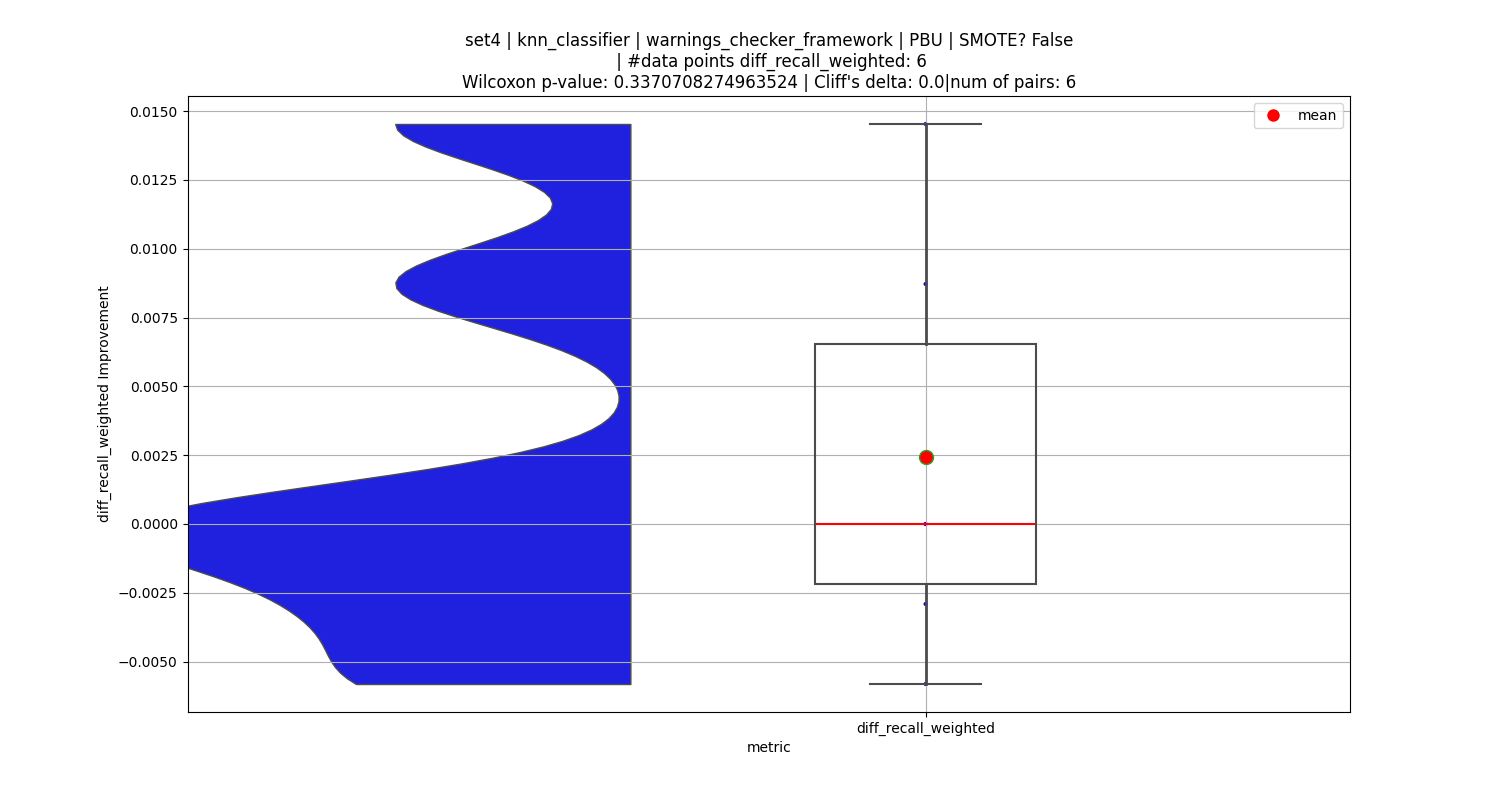 set4 | knn_classifier | warnings_checker_framework | PBU | SMOTE? False
| #data points diff_recall_weighted: 6
Wilcoxon p-value: 0.3370708274963524 | Cliff's delta: 0.0|num of pairs: 6
mean
0.0150
0.0125
0.0100
0.0075
0.0050
0.0025
0.0000
−0.0025
−0.0050
diff_recall_weighted Improvement
diff_recall_weighted
metric